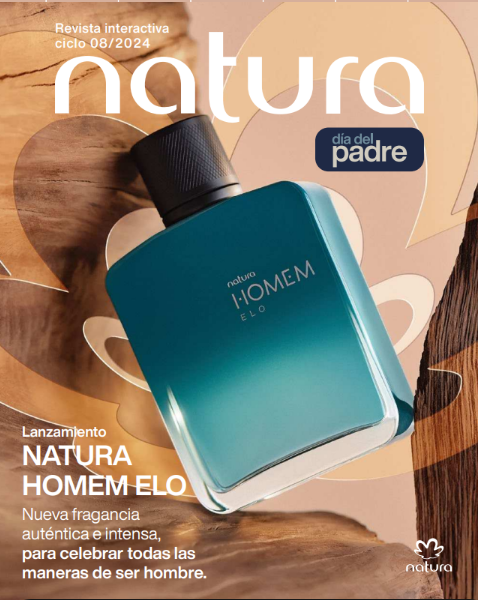 Revista interactiva
ciclo 08/2024
natura
día del
padre
natura
HOMEM
ELO
Lanzamiento
NATURA
HOMEM ELO
Nueva fragancia
auténtica e intensa,
para celebrar todas las
maneras de ser hombre.
natura